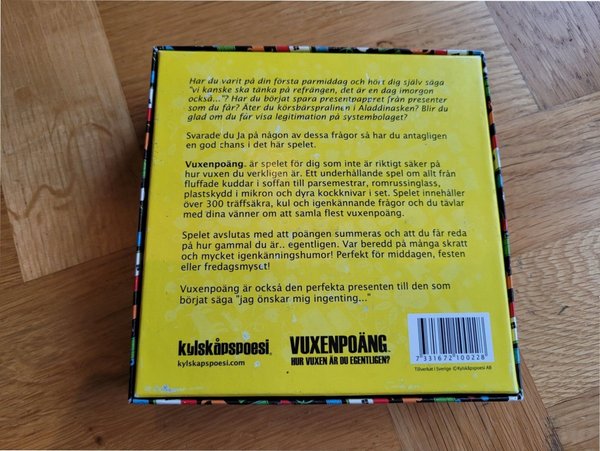 Har du varit på din första parmiddag och hört dig själv säga
"vi kanske ska tänka på refrängen, det är en dag imorgon
också..."? Har du börjat spara presentpappret från presenter
som du får? Äter du körsbärspralinen i Aladdinasken? Blir du
glad om du får visa legitimation på systembolaget?
Svarade du Ja på någon av dessa frågor så har du antagligen
en god chans i det här spelet.
Vuxenpoäng. är spelet för dig som inte är riktigt säker på
hur vuxen du verkligen är. Ett underhållande spel om allt från
fluffade kuddar i soffan till parsemestrar, romrussinglass,
plastskydd i mikron och dyra kockknivar i set. Spelet innehåller
över 300 träffsäkra, kul och igenkännande frågor och du tävlar
med dina vänner om att samla flest vuxenpoäng.
Spelet avslutas med att poängen summeras och att du får reda
på hur gammal du är.. egentligen. Var beredd på många skratt
och mycket igenkänningshumor! Perfekt för middagen, festen
eller fredagsmyset!
Vuxenpoäng är också den perfekta presenten till den som
börjat säga "jag önskar mig ingenting..."
kylskåpspoesi
kylskapspoesi.com
VUXENPOÄNG.
HUR VUXEN ÄR DU EGENTLIGEN?
7 331672 100228
Tillverkat i Sverige ©Kylskåpspoesi AB